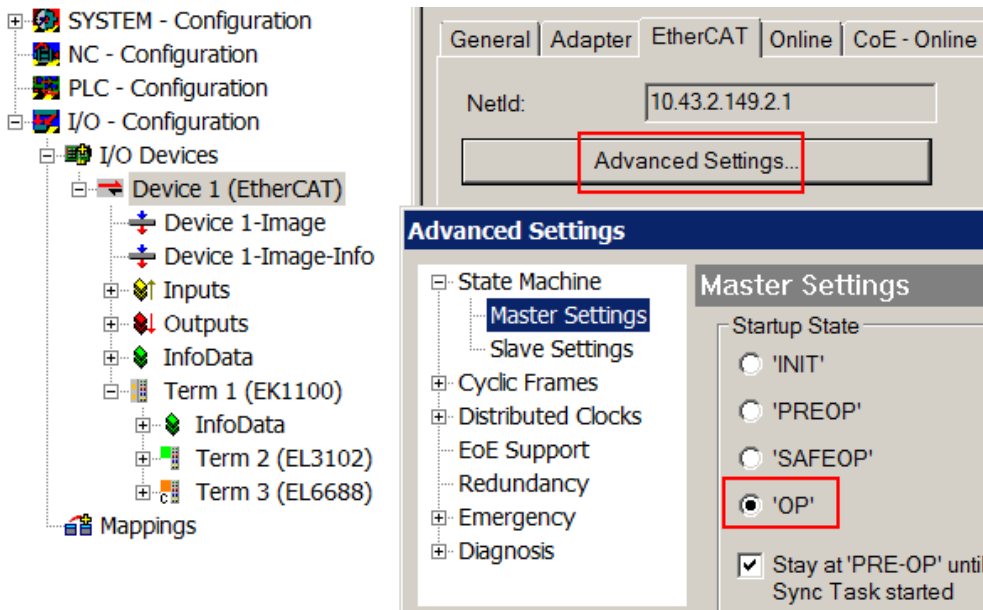 SYSTEM - Configuration
NC - Configuration
PLC - Configuration
I/O - Configuration
I/O Devices
Device 1 (EtherCAT)
Device 1-Image
Device 1-Image-Info
Inputs
Outputs
InfoData
Term 1 (EK1100)
InfoData
Term 2 (EL3102)
Term 3 (EL6688)
Mappings
General Adapter EtherCAT Online CoE - Online
NetId: 10.43.2.149.2.1
Advanced Settings...
Advanced Settings
State Machine
Master Settings
Slave Settings
Cyclic Frames
Distributed Clocks
EoE Support
Redundancy
Emergency
Diagnosis
Master Settings
Startup State
'INIT'
'PREOP'
'SAFEOP'
'OP'
Stay at 'PRE-OP' until
Sync Task started